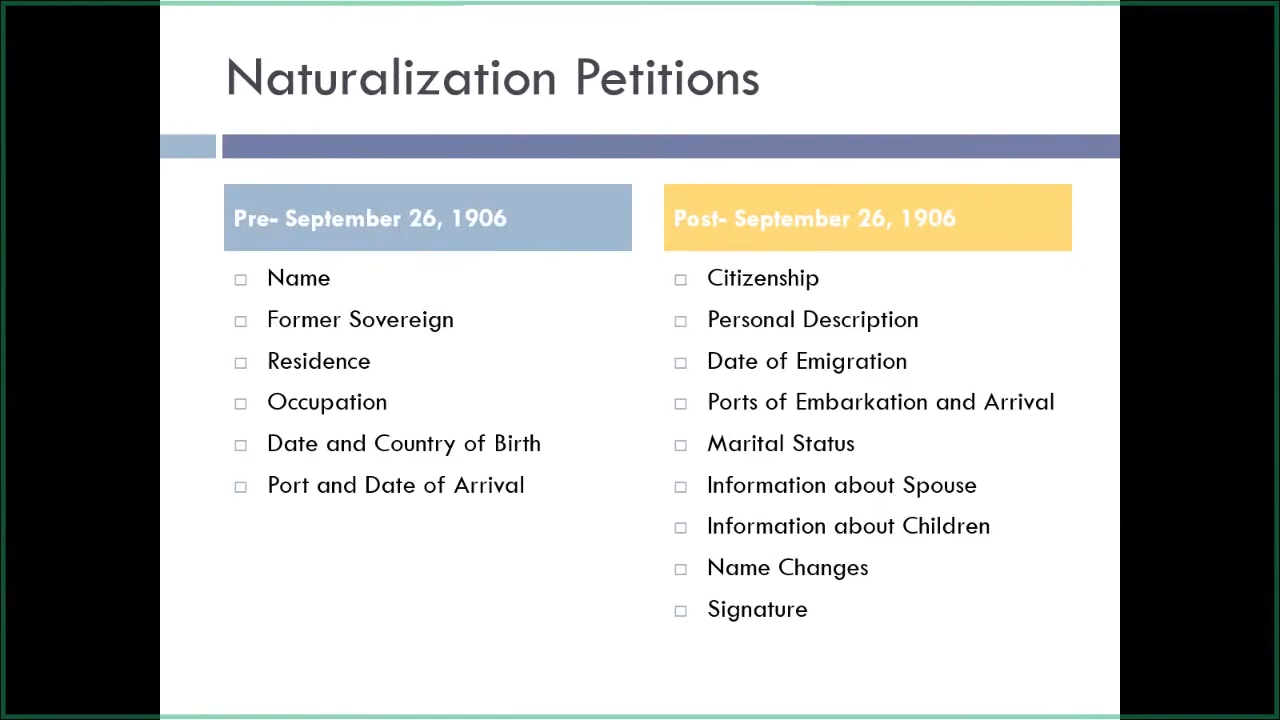 Naturalization Petitions
Pre- September 26, 1906
Name
Former Sovereign
Residence
Occupation
Date and Country of Birth
Port and Date of Arrival
Post- September 26, 1906
Citizenship
Personal Description
Date of Emigration
Ports of Embarkation and Arrival
Marital Status
Information about Spouse
Information about Children
Name Changes
Signature